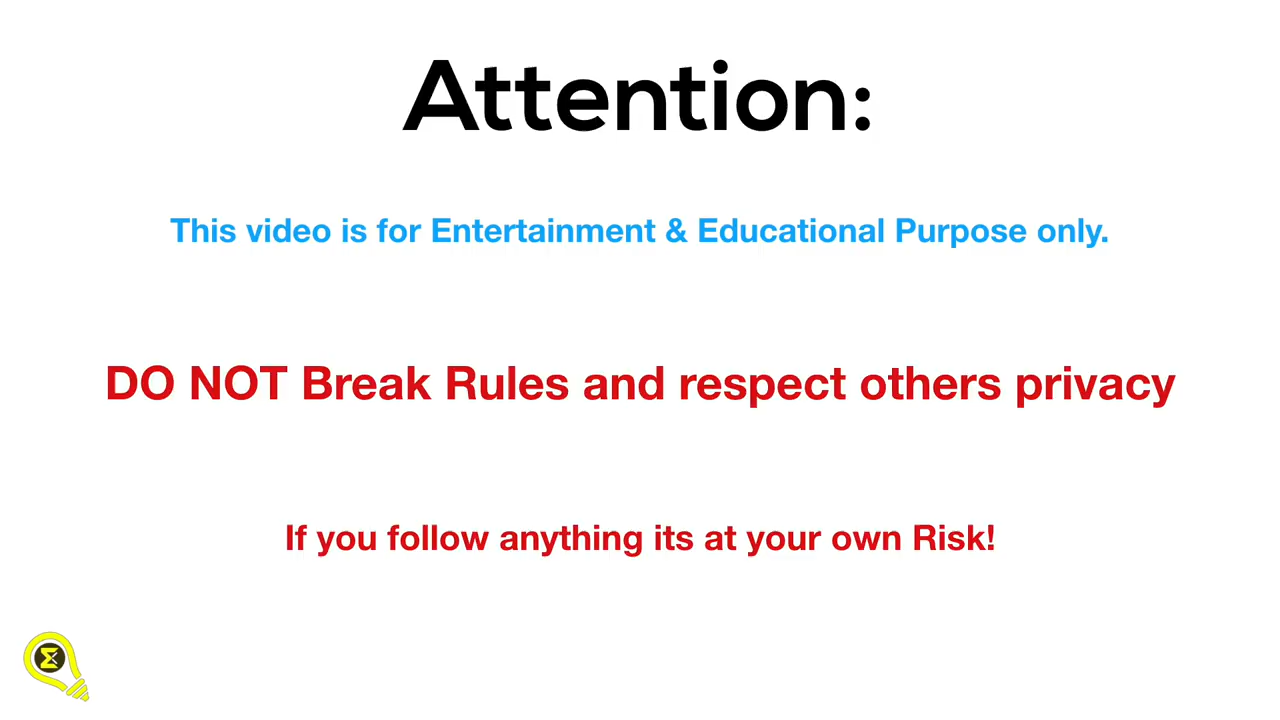 Attention:
This video is for Entertainment & Educational Purpose only.
DO NOT Break Rules and respect others privacy
If you follow anything its at your own Risk!